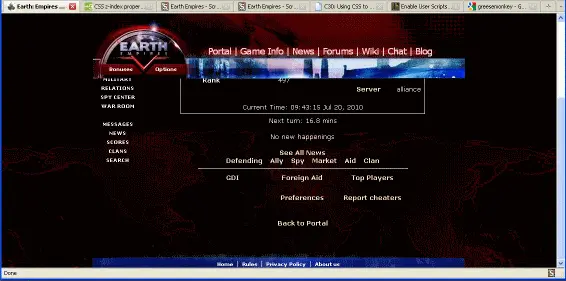 Earth: Empires
CSS z-index proper
Earth Empires - Scr
Earth Empires - Scr
C3D: Using CSS to
Enable User Scripts
greesemonkey - G
EARTH
EMPIRES
Portal | Game Info | News | Forums | Wiki | Chat | Blog
Bonuses Options
MILITARY
RELATIONS
SPY CENTER
WAR ROOM
MESSAGES
NEWS
SCORES
CLANS
SEARCH
Rank 497
Server alliance
Current Time: 09:43:15 Jul 20, 2010
Next turn: 16.8 mins
No new happenings
See All News
Defending Ally Spy Market Aid Clan
GDI Foreign Aid Top Players
Preferences Report cheaters
Back to Portal
Home | Rules | Privacy Policy | About us
Done